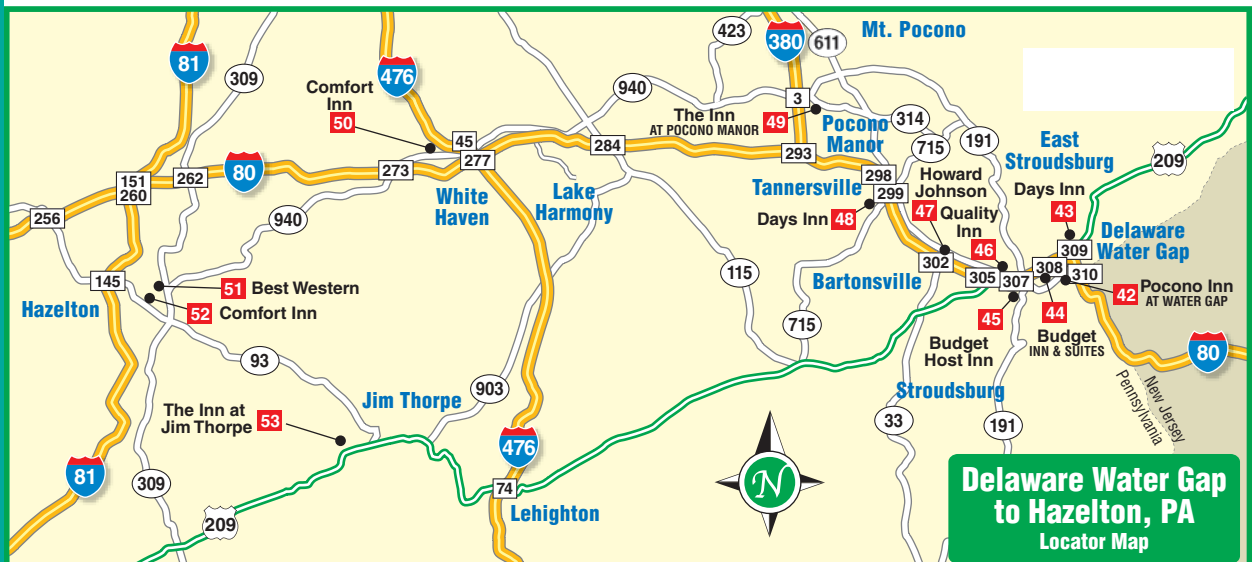 81
309
476
Comfort
Inn
50
940
423
380
611
Mt. Pocono
The Inn
AT POCONO MANOR
49
3
Pocono
Manor
314
715
191
East
Stroudsburg
209
45
277
284
293
298
299
273
80
262
151
260
256
940
White
Haven
Lake
Harmony
Tannersville
Days Inn
48
Howard
Johnson
47
Quality
Inn
46
Days Inn
43
Delaware
Water Gap
309
308
310
302
305
307
42
Pocono Inn
AT WATER GAP
145
Hazelton
51
Best Western
52
Comfort Inn
115
Bartonsville
715
45
Budget
Host Inn
44
Budget
INN & SUITES
80
93
903
Jim Thorpe
The Inn at
Jim Thorpe
53
Stroudsburg
33
191
New Jersey
Pennsylvania
81
309
209
476
74
Lehighton
N
Delaware Water Gap
to Hazelton, PA
Locator Map